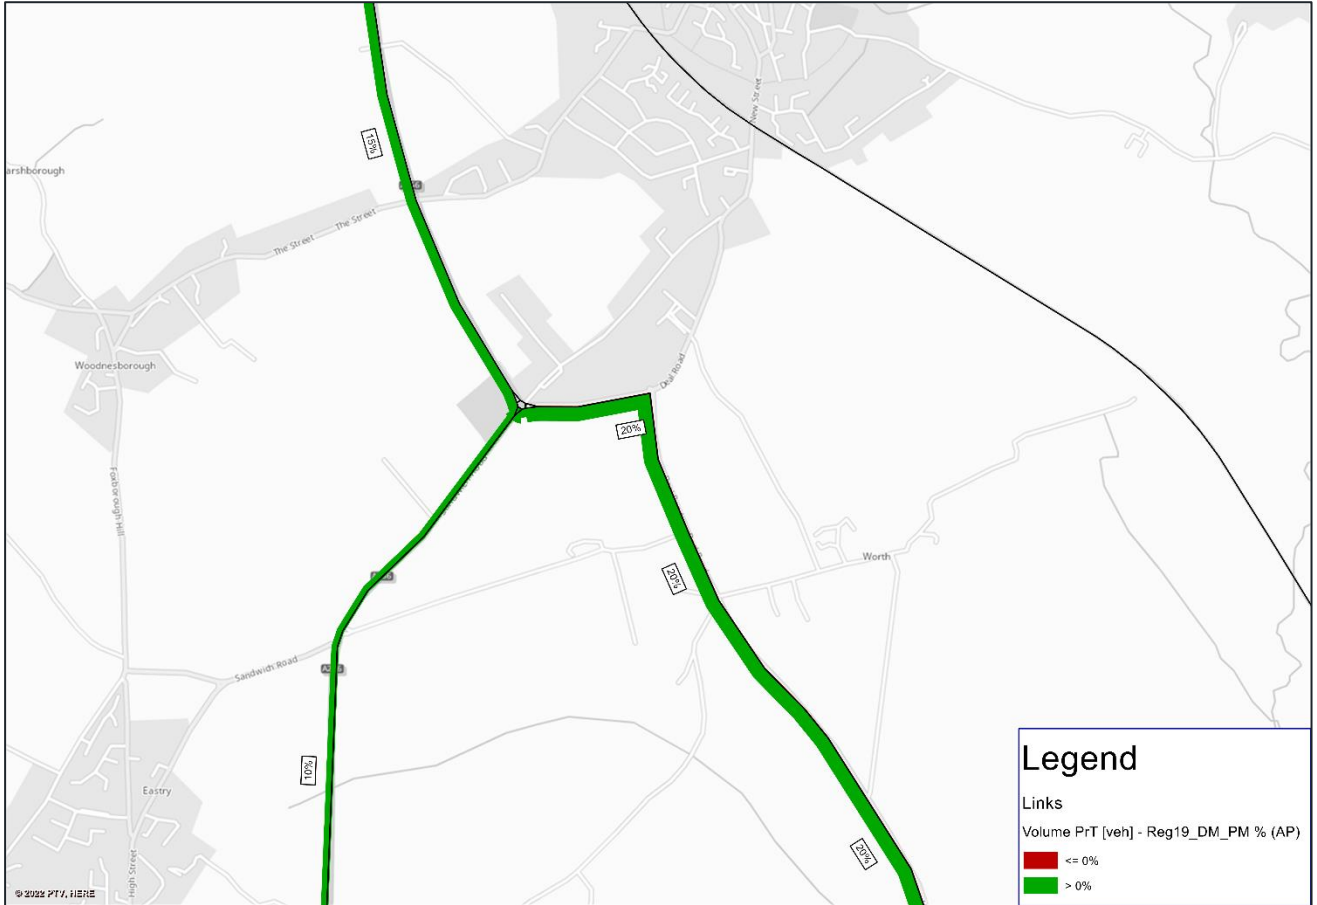 New Street
15%
arshborough
The Street
The Street
Woodnesborough
Deal Road
20%
Foxborough Hill
Worth
20%
Sandwich Road
10%
Eastry
20%
High Street
© 2022 PTV, HERE
Legend
Links
Volume PrT [veh] - Reg19_DM_PM % (AP)
<= 0%
> 0%